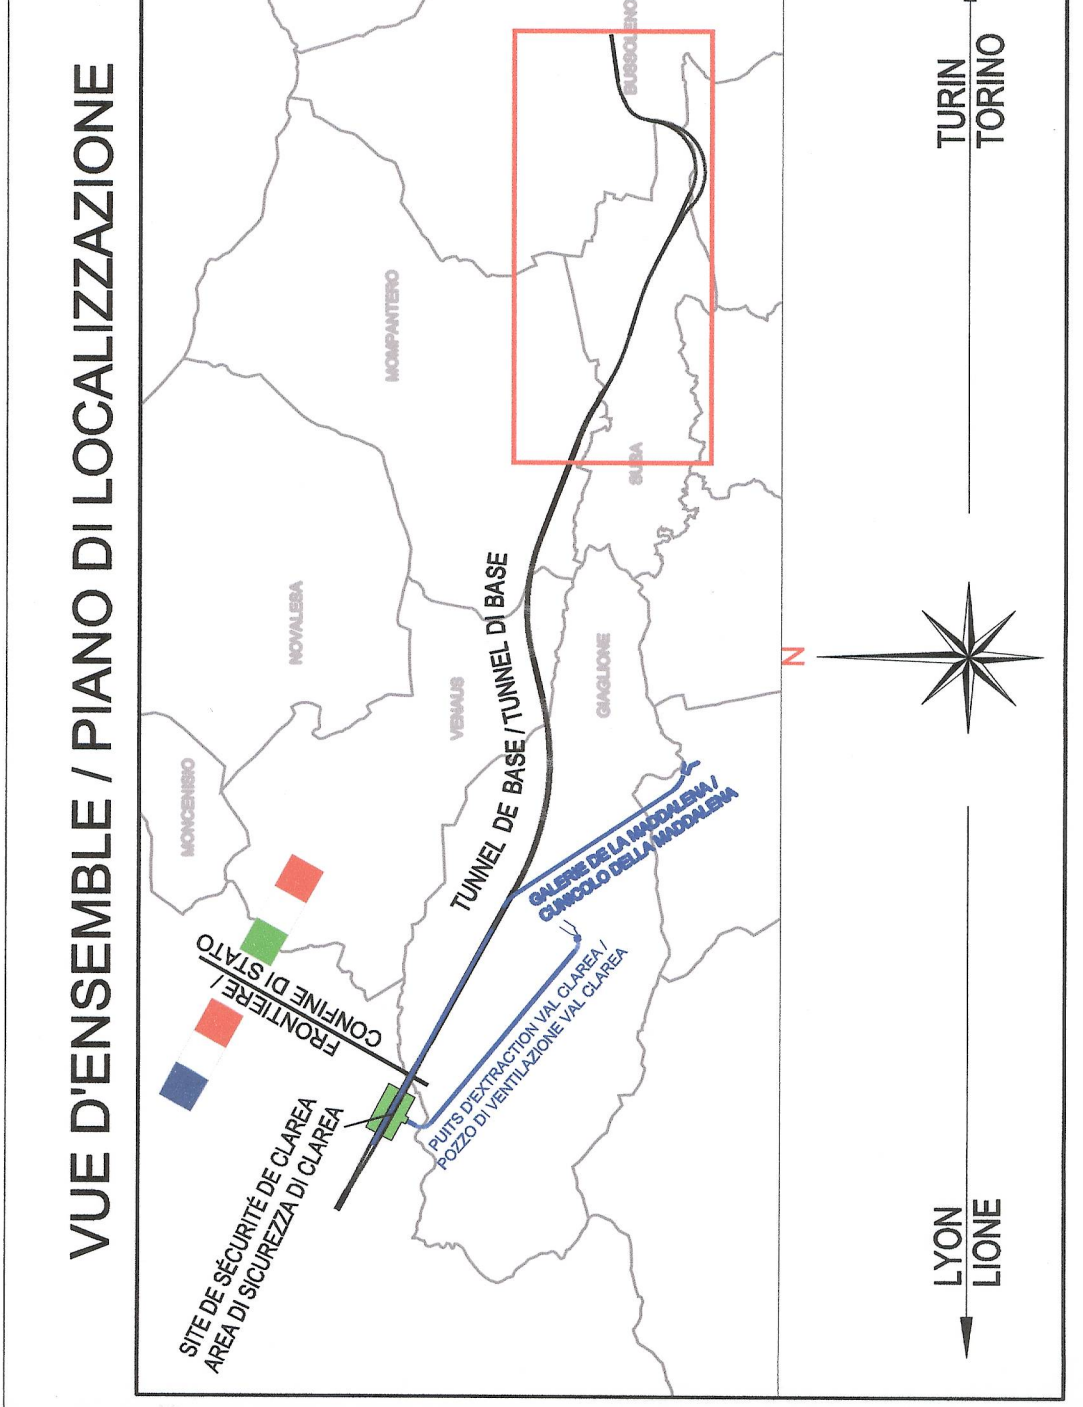 VUE D'ENSEMBLE / PIANO DI LOCALIZZAZIONE
MONCENISIO
NOVALESA
MOMPANTERO
VENAUS
GIAGLIONE
SUSA
BUSSOLENO
FRONTIERE /
CONFINE DI STATO
SITE DE SÉCURITÉ DE CLAREA
AREA DI SICUREZZA DI CLAREA
TUNNEL DE BASE / TUNNEL DI BASE
GALERIE DE LA MADDALENA /
CUNICOLO DELLA MADDALENA
PUITS D'EXTRACTION VAL CLAREA /
POZZO DI VENTILAZIONE VAL CLAREA
N
LYON
LIONE
TURIN
TORINO